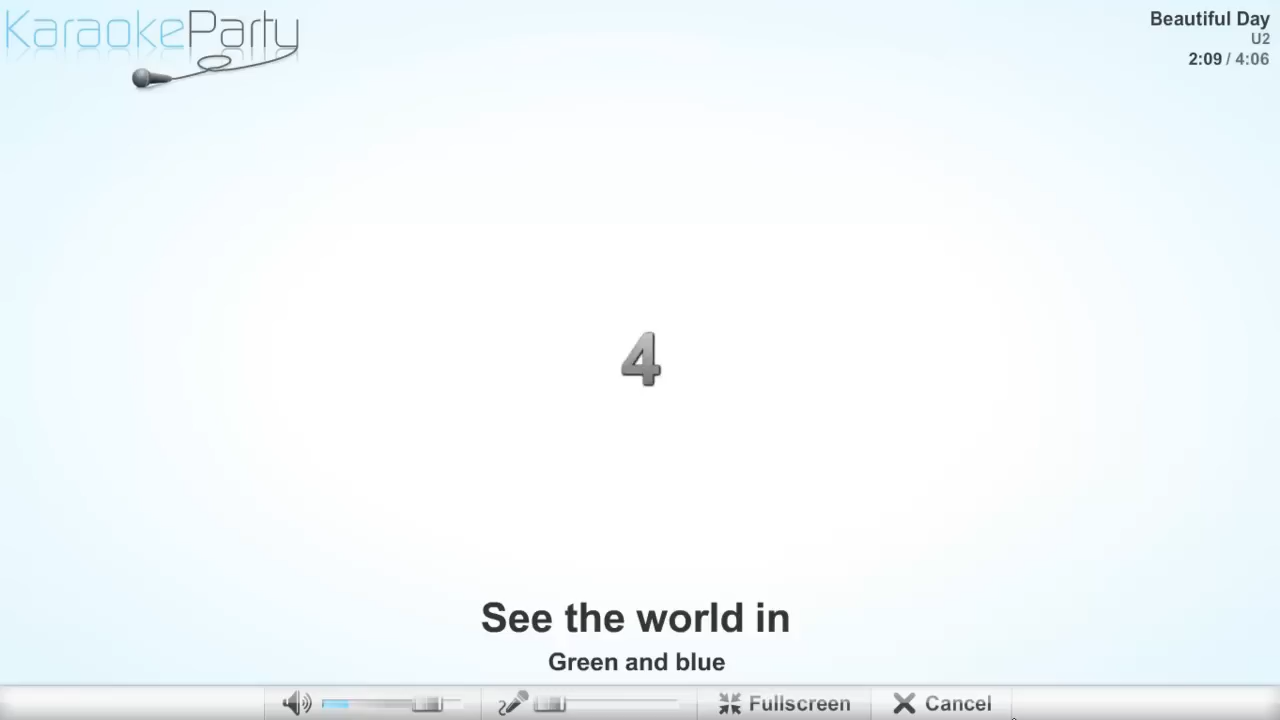 KaraokeParty
Beautiful Day
U2
2:09 / 4:06
4
See the world in
Green and blue
Fullscreen
Cancel